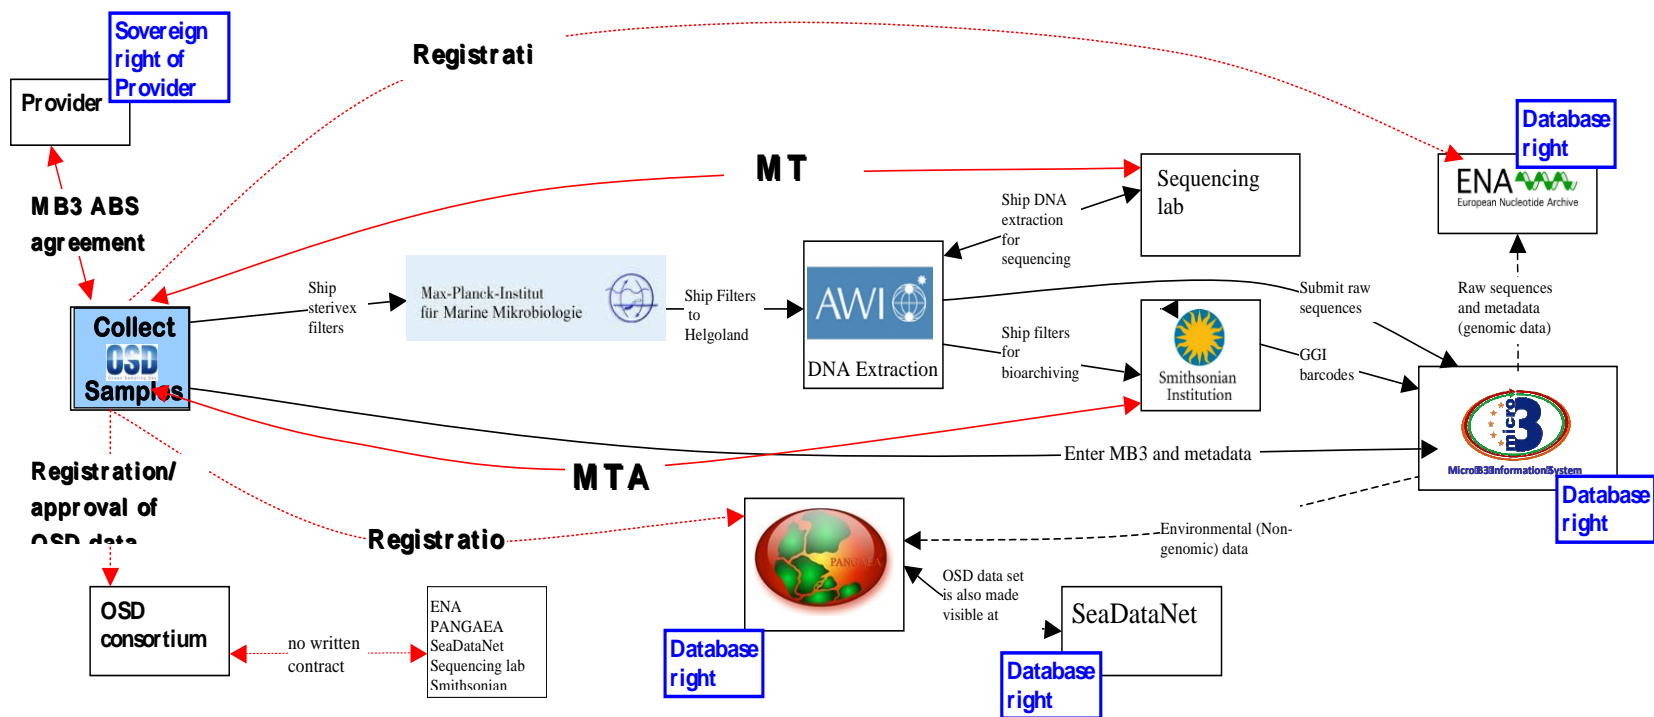 Sovereign
right of
Provider
Provider
Registrati
Database
right
MT
Sequencing
lab
ENA
European Nucleotide Archive
MB3 ABS
agreement
Ship DNA
extraction
for
sequencing
Ship
sterivex
filters
Max-Planck-Institut
für Marine Mikrobiologie
Ship Filters
to
Helgoland
AWI
DNA Extraction
Submit raw
sequences
Raw sequences
and metadata
(genomic data)
Collect
OSD
Samples
Ship filters
for
bioarchiving
Smithsonian
Institution
GGI
barcodes
micro
3
Micro B3 Information System
Enter MB3 and metadata
MTA
Registration/
approval of
OSD data
Registratio
Database
right
PANGAEA
Environmental (Non-
genomic) data
OSD data set
is also made
visible at
SeaDataNet
OSD
consortium
no written
contract
ENA
PANGAEA
SeaDataNet
Sequencing lab
Smithsonian
Database
right
Database
right